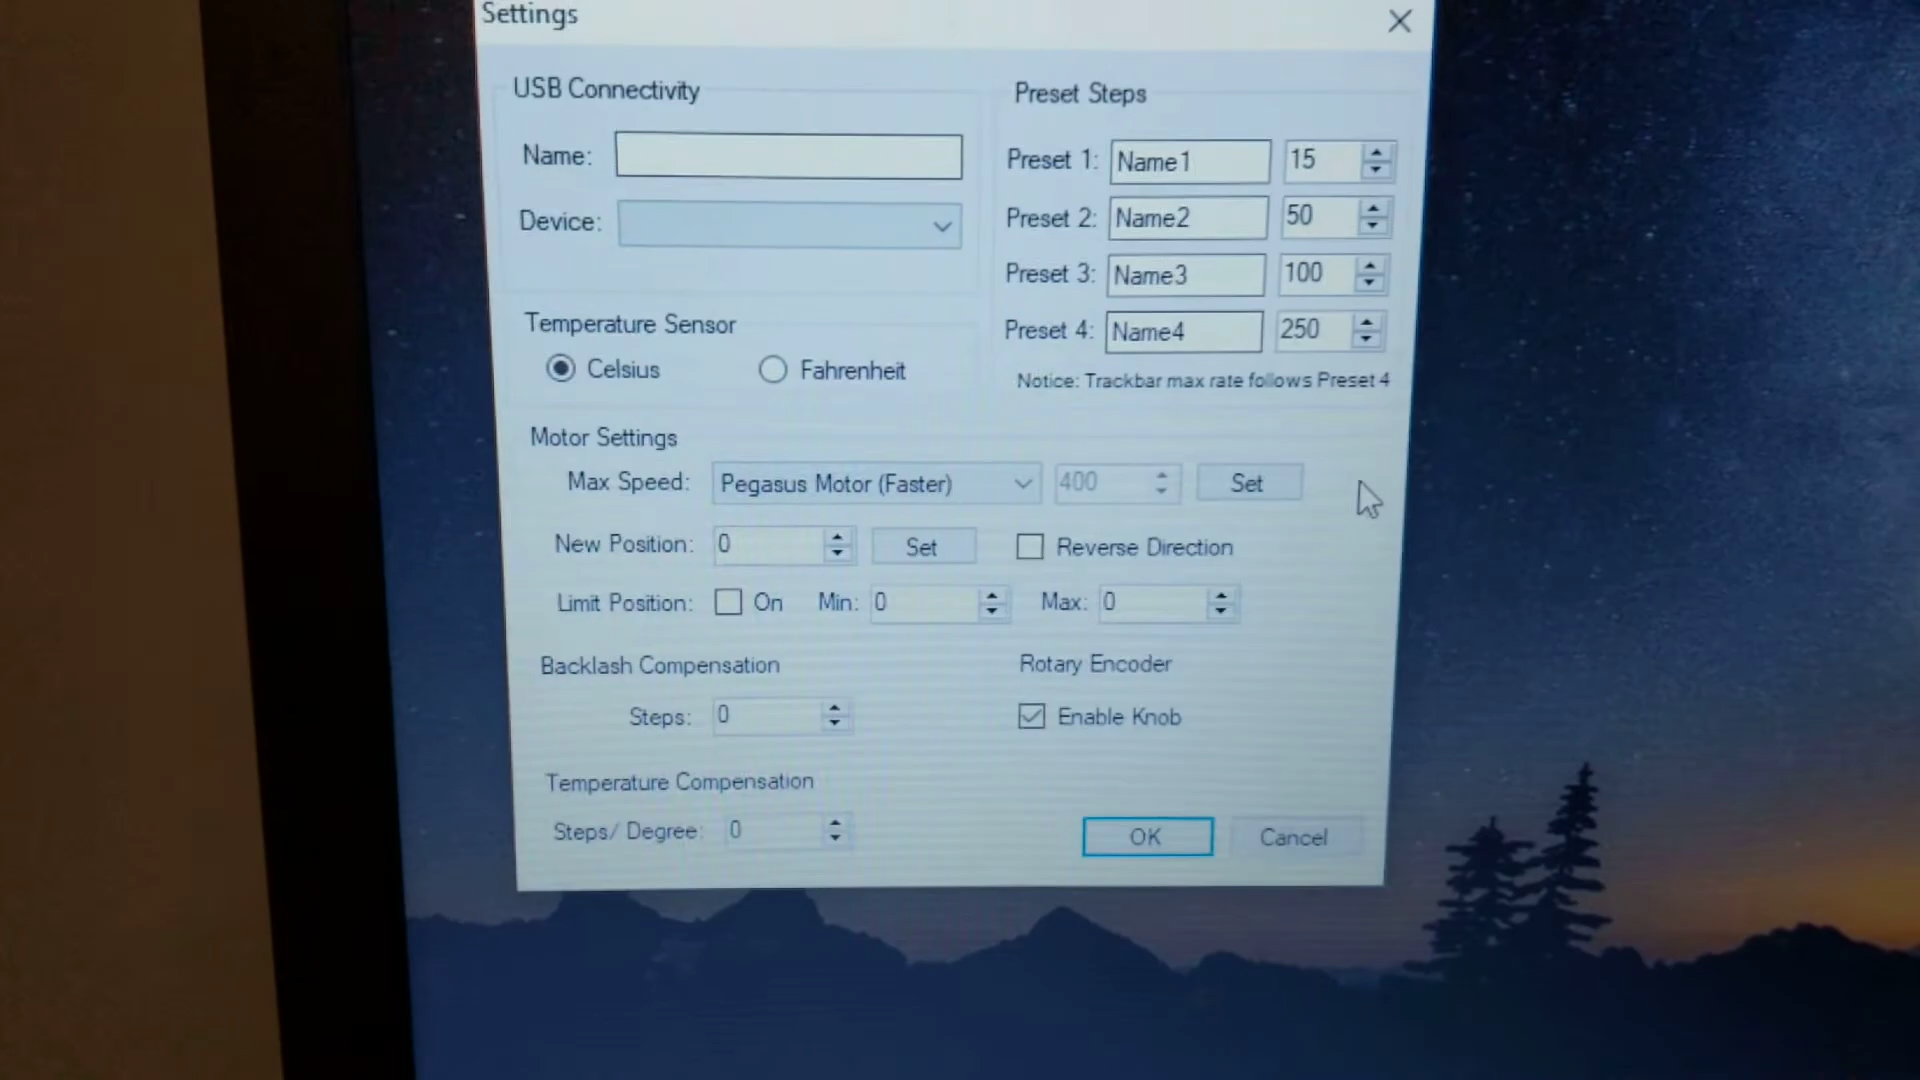 Settings
USB Connectivity
Name:
Device:
Temperature Sensor
Celsius
Fahrenheit
Preset Steps
Preset 1: Name1 15
Preset 2: Name2 50
Preset 3: Name3 100
Preset 4: Name4 250
Notice: Trackbar max rate follows Preset 4
Motor Settings
Max Speed: Pegasus Motor (Faster) 400 Set
New Position: 0 Set Reverse Direction
Limit Position: On Min: 0 Max: 0
Backlash Compensation
Steps: 0
Rotary Encoder
Enable Knob
Temperature Compensation
Steps/ Degree: 0
OK Cancel